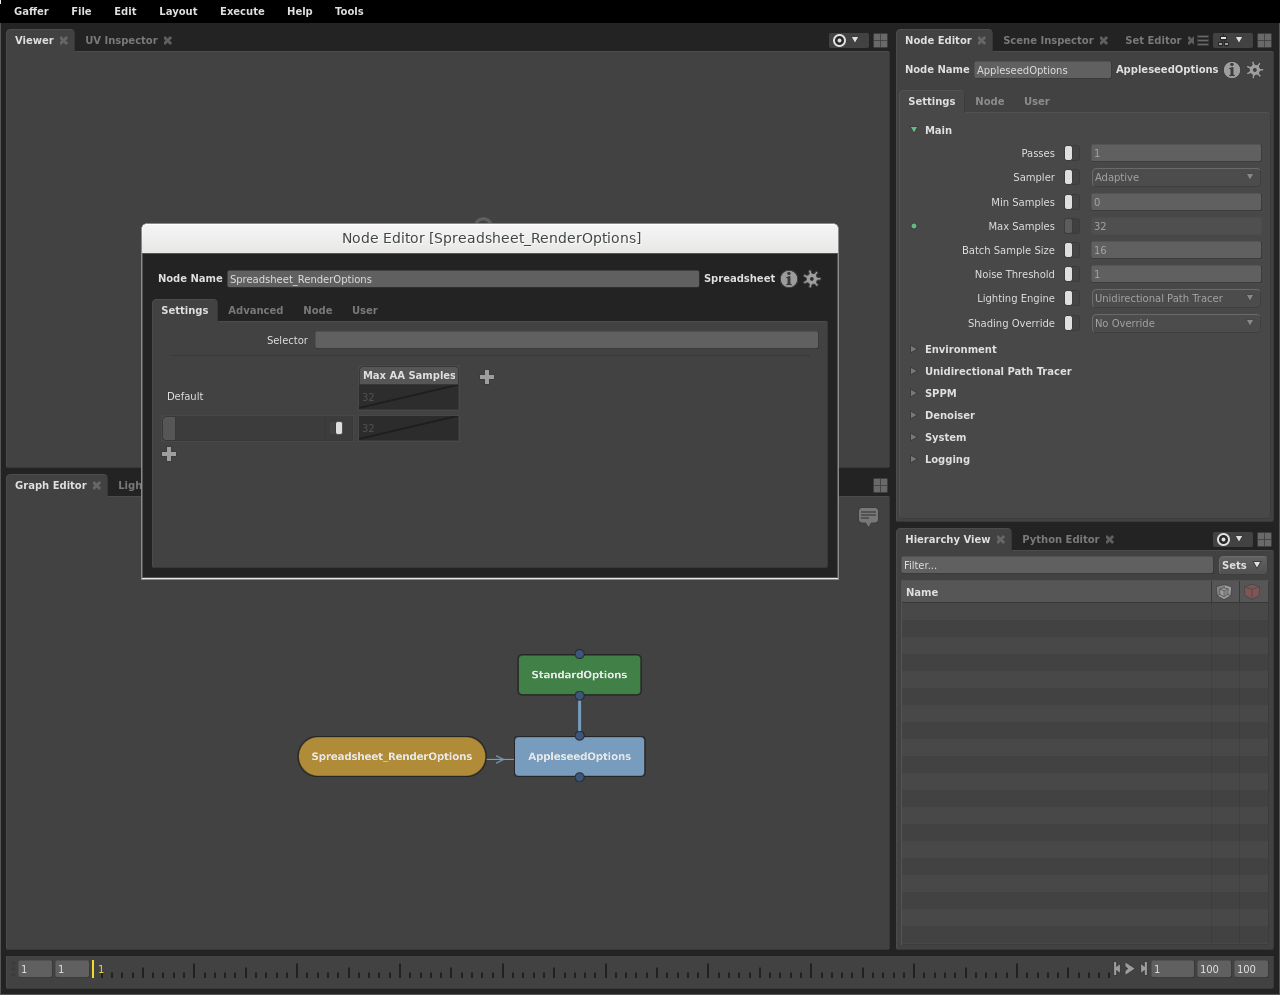 Gaffer File Edit Layout Execute Help Tools
Viewer UV Inspector
Node Editor Scene Inspector Set Editor
Node Name AppleseedOptions AppleseedOptions
Settings Node User
Main
Passes 1
Sampler Adaptive
Min Samples 0
Max Samples 32
Batch Sample Size 16
Noise Threshold 1
Lighting Engine Unidirectional Path Tracer
Shading Override No Override
Environment
Unidirectional Path Tracer
SPPM
Denoiser
System
Logging
Node Editor [Spreadsheet_RenderOptions]
Node Name Spreadsheet_RenderOptions Spreadsheet
Settings Advanced Node User
Selector
Max AA Samples
Default 32
32
Graph Editor Ligh
StandardOptions
Spreadsheet_RenderOptions AppleseedOptions
Hierarchy View Python Editor
Filter... Sets
Name
1 1 1 1 100 100